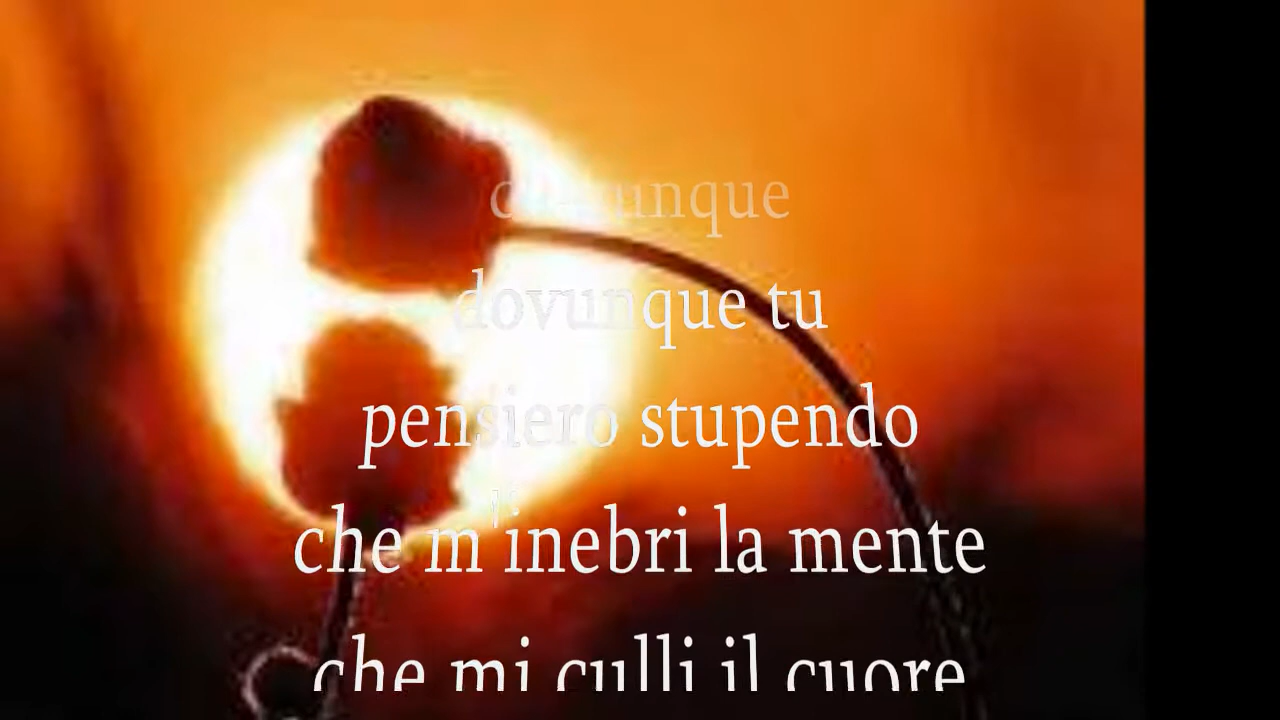 dovunque
dovunque tu
pensiero stupendo
che m'inebri la mente
che mi culli il cuore